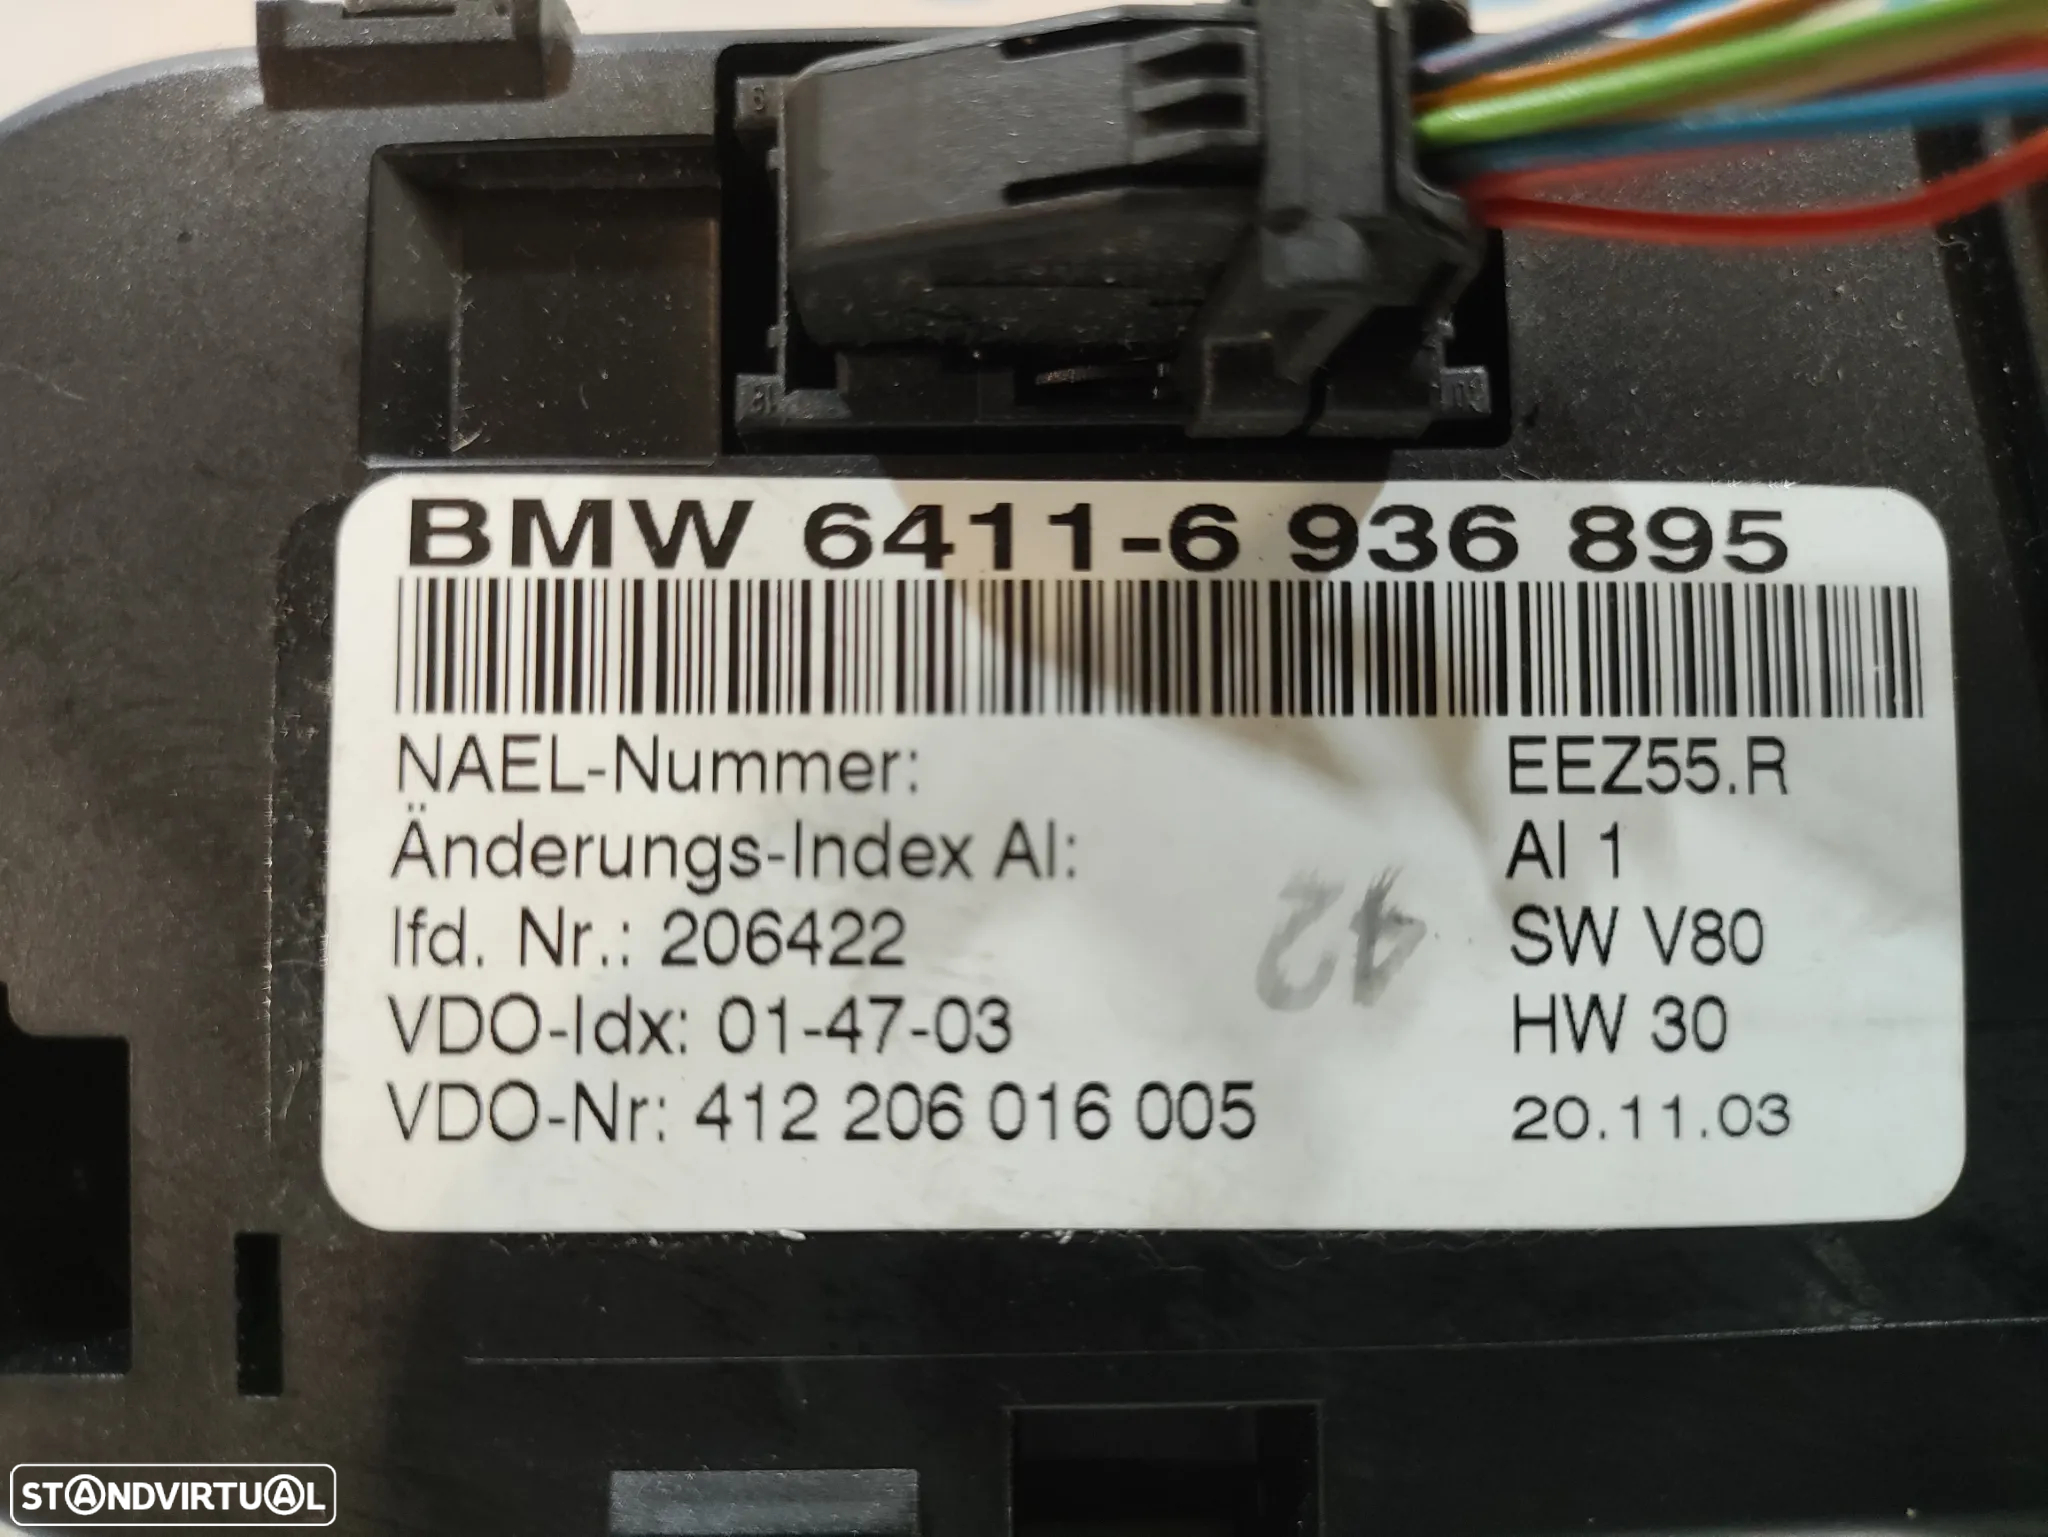 BMW 6411-6 936 895
NAEL-Nummer: EEZ55.R
Änderungs-Index AI: AI 1
lfd. Nr.: 206422 SW V80
42
VDO-Idx: 01-47-03 HW 30
VDO-Nr: 412 206 016 005 20.11.03
STANDVIRTUAL